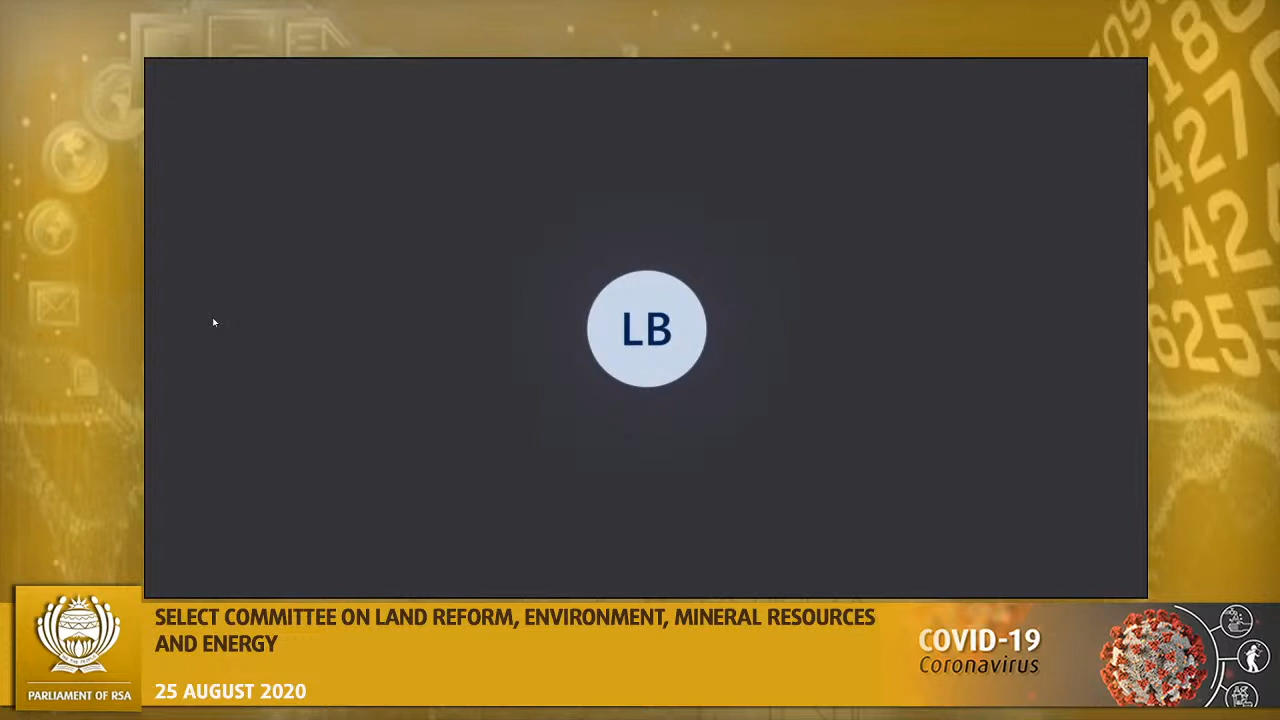 LB
SELECT COMMITTEE ON LAND REFORM, ENVIRONMENT, MINERAL RESOURCES
AND ENERGY
25 AUGUST 2020
PARLIAMENT OF RSA
COVID-19
Coronavirus